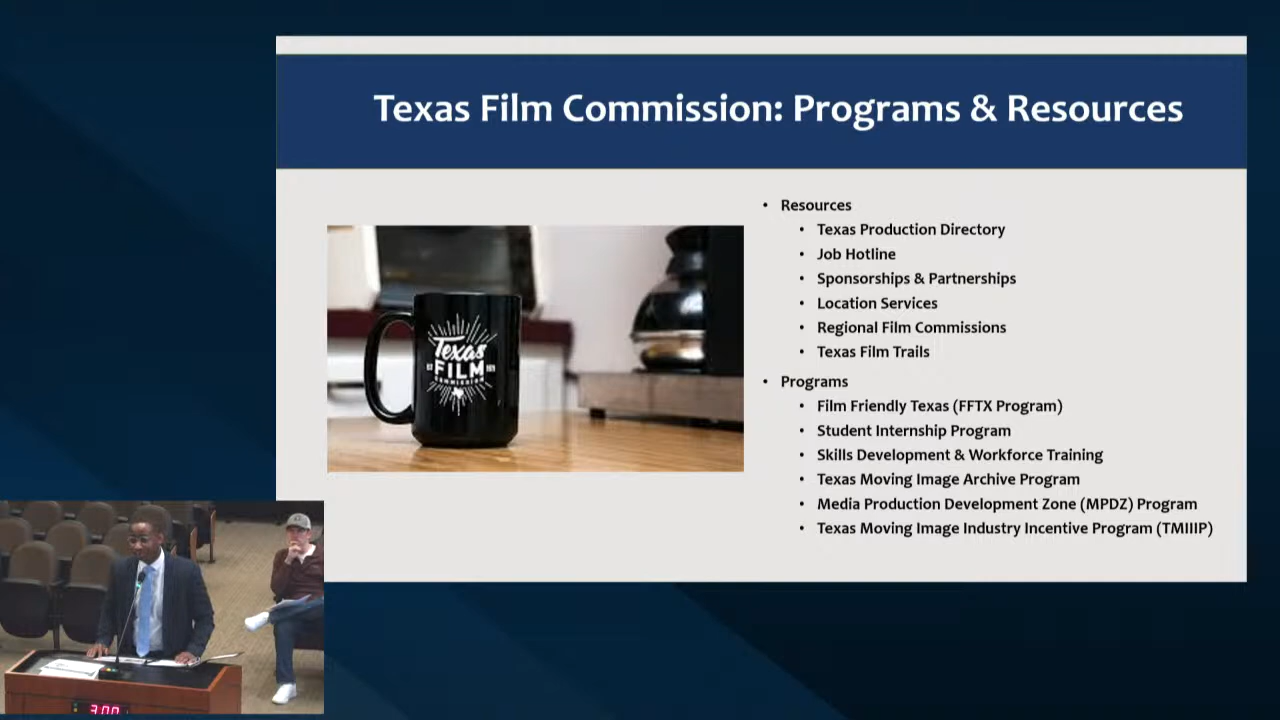 Texas Film Commission: Programs & Resources
• Resources
• Texas Production Directory
• Job Hotline
• Sponsorships & Partnerships
• Location Services
• Regional Film Commissions
• Texas Film Trails
• Programs
• Film Friendly Texas (FFTX Program)
• Student Internship Program
• Skills Development & Workforce Training
• Texas Moving Image Archive Program
• Media Production Development Zone (MPDZ) Program
• Texas Moving Image Industry Incentive Program (TMIIIP)
Texas
FILM
COMMISSION
3:00